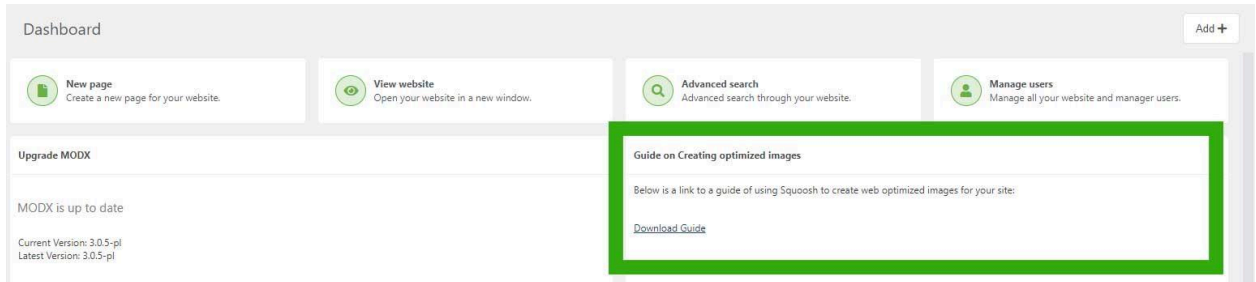 Dashboard
Add +
New page
Create a new page for your website.
View website
Open your website in a new window.
Advanced search
Advanced search through your website.
Manage users
Manage all your website and manager users.
Upgrade MODX
MODX is up to date
Current Version: 3.0.5-pl
Latest Version: 3.0.5-pl
Guide on Creating optimized images
Below is a link to a guide of using Squoosh to create web optimized images for your site:
Download Guide